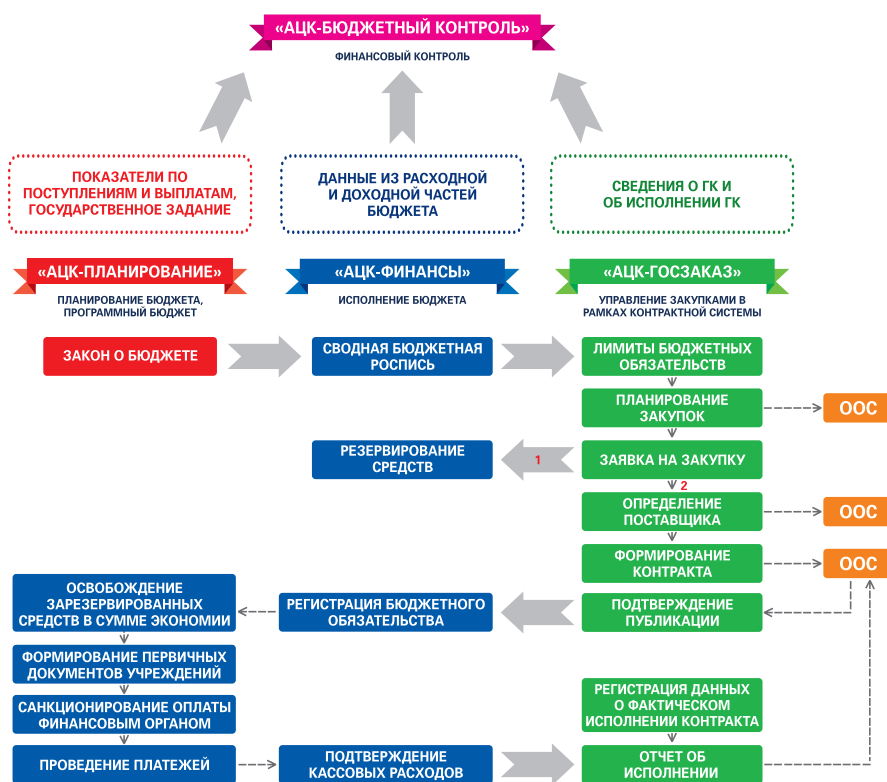 «АЦК-БЮДЖЕТНЫЙ КОНТРОЛЬ»
ФИНАНСОВЫЙ КОНТРОЛЬ
ПОКАЗАТЕЛИ ПО
ПОСТУПЛЕНИЯМ И ВЫПЛАТАМ,
ГОСУДАРСТВЕННОЕ ЗАДАНИЕ
ДАННЫЕ ИЗ РАСХОДНОЙ
И ДОХОДНОЙ ЧАСТЕЙ
БЮДЖЕТА
СВЕДЕНИЯ О ГК И
ОБ ИСПОЛНЕНИИ ГК
«АЦК-ПЛАНИРОВАНИЕ»
ПЛАНИРОВАНИЕ БЮДЖЕТА,
ПРОГРАММНЫЙ БЮДЖЕТ
«АЦК-ФИНАНСЫ»
ИСПОЛНЕНИЕ БЮДЖЕТА
«АЦК-ГОСЗАКАЗ»
УПРАВЛЕНИЕ ЗАКУПКАМИ В
РАМКАХ КОНТРАКТНОЙ СИСТЕМЫ
ЗАКОН О БЮДЖЕТЕ
СВОДНАЯ БЮДЖЕТНАЯ
РОСПИСЬ
ЛИМИТЫ БЮДЖЕТНЫХ
ОБЯЗАТЕЛЬСТВ
ПЛАНИРОВАНИЕ
ЗАКУПОК
ООС
РЕЗЕРВИРОВАНИЕ
СРЕДСТВ
1
ЗАЯВКА НА ЗАКУПКУ
2
ОПРЕДЕЛЕНИЕ
ПОСТАВЩИКА
ООС
ФОРМИРОВАНИЕ
КОНТРАКТА
ООС
ОСВОБОЖДЕНИЕ
ЗАРЕЗЕРВИРОВАННЫХ
СРЕДСТВ В СУММЕ ЭКОНОМИИ
РЕГИСТРАЦИЯ БЮДЖЕТНОГО
ОБЯЗАТЕЛЬСТВА
ПОДТВЕРЖДЕНИЕ
ПУБЛИКАЦИИ
ФОРМИРОВАНИЕ ПЕРВИЧНЫХ
ДОКУМЕНТОВ УЧРЕЖДЕНИЙ
САНКЦИОНИРОВАНИЕ ОПЛАТЫ
ФИНАНСОВЫМ ОРГАНОМ
РЕГИСТРАЦИЯ ДАННЫХ
О ФАКТИЧЕСКОМ
ИСПОЛНЕНИИ КОНТРАКТА
ПРОВЕДЕНИЕ ПЛАТЕЖЕЙ
ПОДТВЕРЖДЕНИЕ
КАССОВЫХ РАСХОДОВ
ОТЧЕТ ОБ
ИСПОЛНЕНИИ